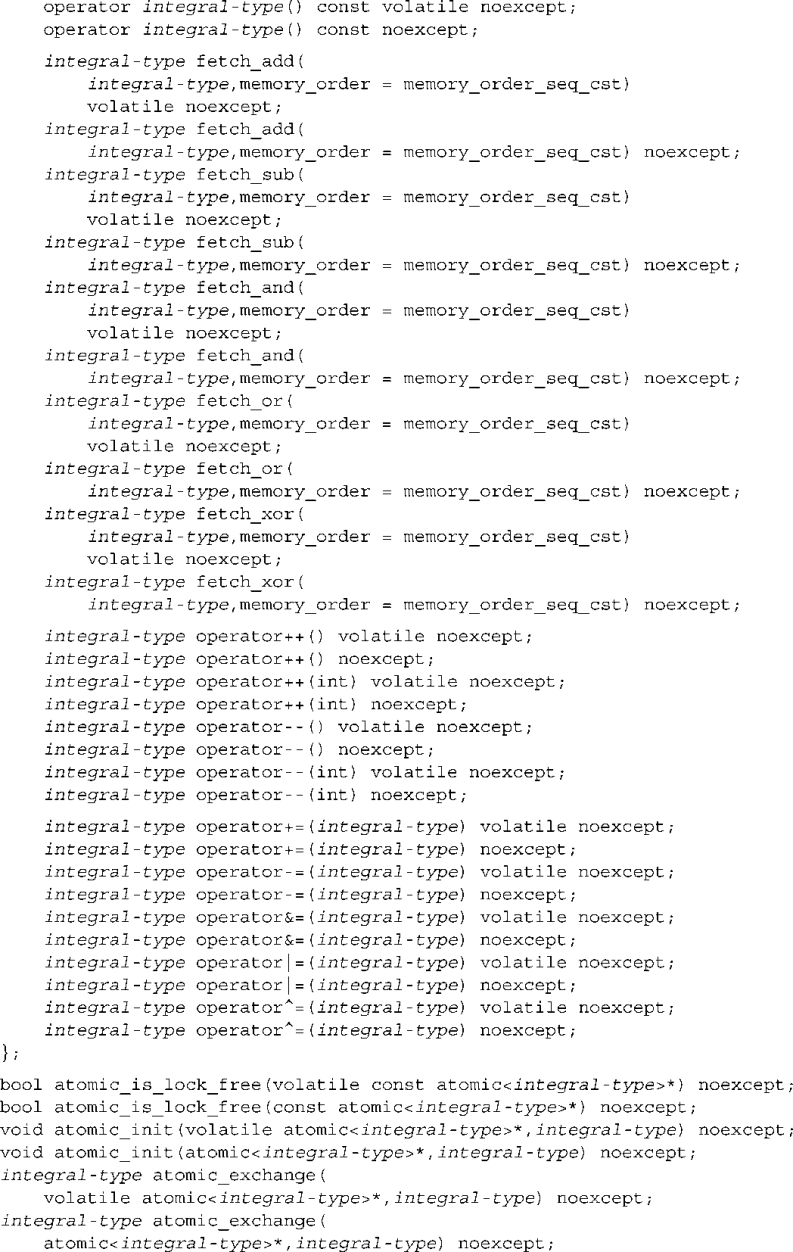 operator integral-type() const volatile noexcept;
operator integral-type() const noexcept;
integral-type fetch_add(
integral-type,memory_order = memory_order_seq_cst)
volatile noexcept;
integral-type fetch_add(
integral-type,memory_order = memory_order_seq_cst) noexcept;
integral-type fetch_sub(
integral-type,memory_order = memory_order_seq_cst)
volatile noexcept;
integral-type fetch_sub(
integral-type,memory_order = memory_order_seq_cst) noexcept;
integral-type fetch_and(
integral-type,memory_order = memory_order_seq_cst)
volatile noexcept;
integral-type fetch_and(
integral-type,memory_order = memory_order_seq_cst) noexcept;
integral-type fetch_or(
integral-type,memory_order = memory_order_seq_cst)
volatile noexcept;
integral-type fetch_or(
integral-type,memory_order = memory_order_seq_cst) noexcept;
integral-type fetch_xor(
integral-type,memory_order = memory_order_seq_cst)
volatile noexcept;
integral-type fetch_xor(
integral-type,memory_order = memory_order_seq_cst) noexcept;
integral-type operator++() volatile noexcept;
integral-type operator++() noexcept;
integral-type operator++(int) volatile noexcept;
integral-type operator++(int) noexcept;
integral-type operator--() volatile noexcept;
integral-type operator--() noexcept;
integral-type operator--(int) volatile noexcept;
integral-type operator--(int) noexcept;
integral-type operator+=(integral-type) volatile noexcept;
integral-type operator+=(integral-type) noexcept;
integral-type operator-=(integral-type) volatile noexcept;
integral-type operator-=(integral-type) noexcept;
integral-type operator&=(integral-type) volatile noexcept;
integral-type operator&=(integral-type) noexcept;
integral-type operator|=(integral-type) volatile noexcept;
integral-type operator|=(integral-type) noexcept;
integral-type operator^=(integral-type) volatile noexcept;
integral-type operator^=(integral-type) noexcept;
};
bool atomic_is_lock_free(volatile const atomic<integral-type>*) noexcept;
bool atomic_is_lock_free(const atomic<integral-type>*) noexcept;
void atomic_init(volatile atomic<integral-type>*,integral-type) noexcept;
void atomic_init(atomic<integral-type>*,integral-type) noexcept;
integral-type atomic_exchange(
volatile atomic<integral-type>*,integral-type) noexcept;
integral-type atomic_exchange(
atomic<integral-type>*,integral-type) noexcept;